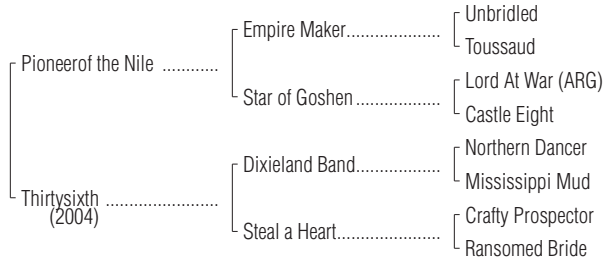 Unbridled
Empire Maker....................
Toussaud
Pioneerof the Nile ............
Lord At War (ARG)
Star of Goshen ..................
Castle Eight
Northern Dancer
Dixieland Band..................
Mississippi Mud
Thirtysixth ........................
(2004)
Crafty Prospector
Steal a Heart......................
Ransomed Bride